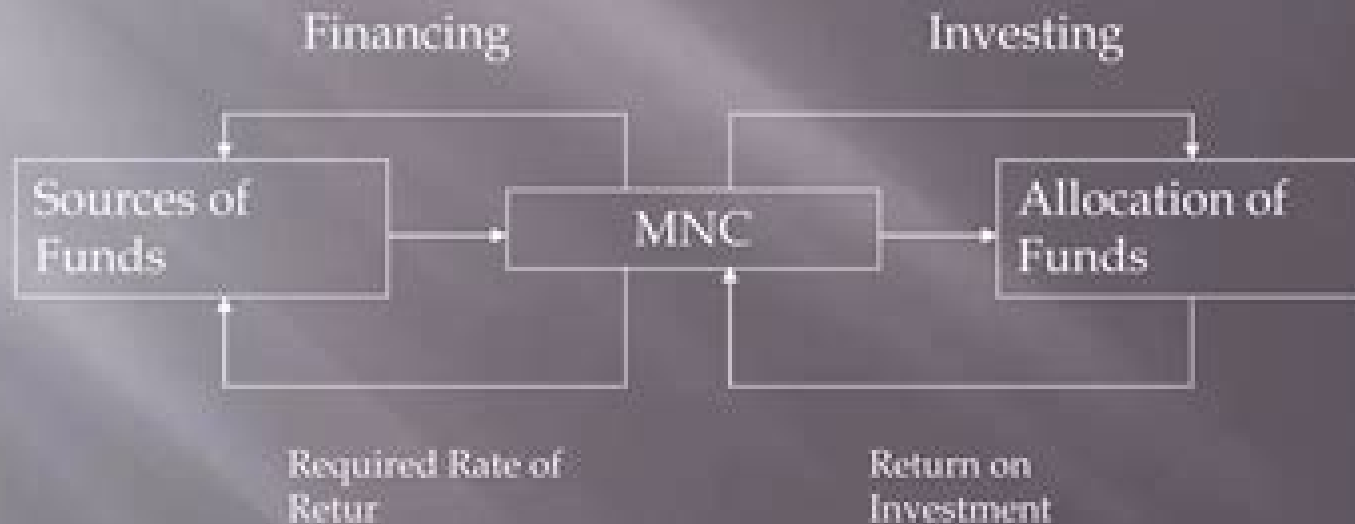 Financing
Investing
Sources of
Funds
MNC
Allocation of
Funds
Required Rate of
Retur
Return on
Investment